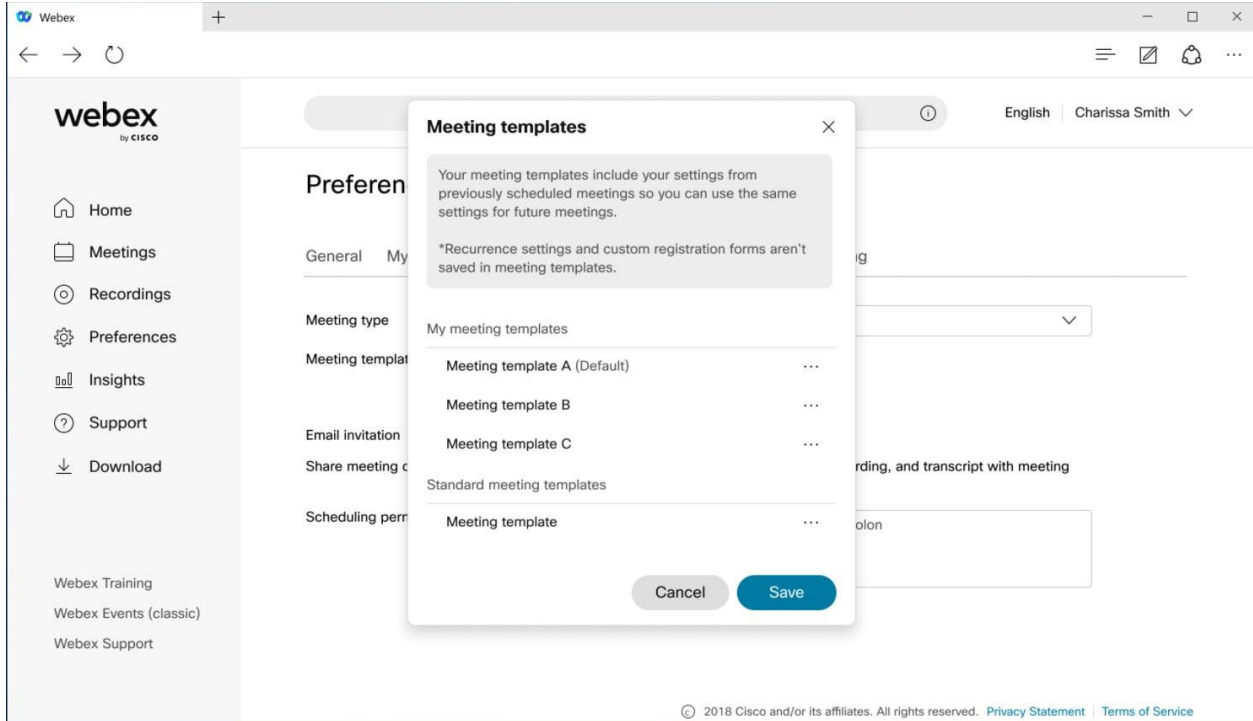 Webex
webex
by CISCO
English
Charissa Smith
Home
Meetings
Recordings
Preferences
Insights
Support
Download
Webex Training
Webex Events (classic)
Webex Support
Preferen
General My
Meeting type
Meeting templat
Email invitation
Share meeting c
rding, and transcript with meeting
Scheduling perm
olon
Meeting templates
Your meeting templates include your settings from
previously scheduled meetings so you can use the same
settings for future meetings.
*Recurrence settings and custom registration forms aren't
saved in meeting templates.
My meeting templates
Meeting template A (Default)
Meeting template B
Meeting template C
Standard meeting templates
Meeting template
Cancel
Save
© 2018 Cisco and/or its affiliates. All rights reserved. Privacy Statement Terms of Service